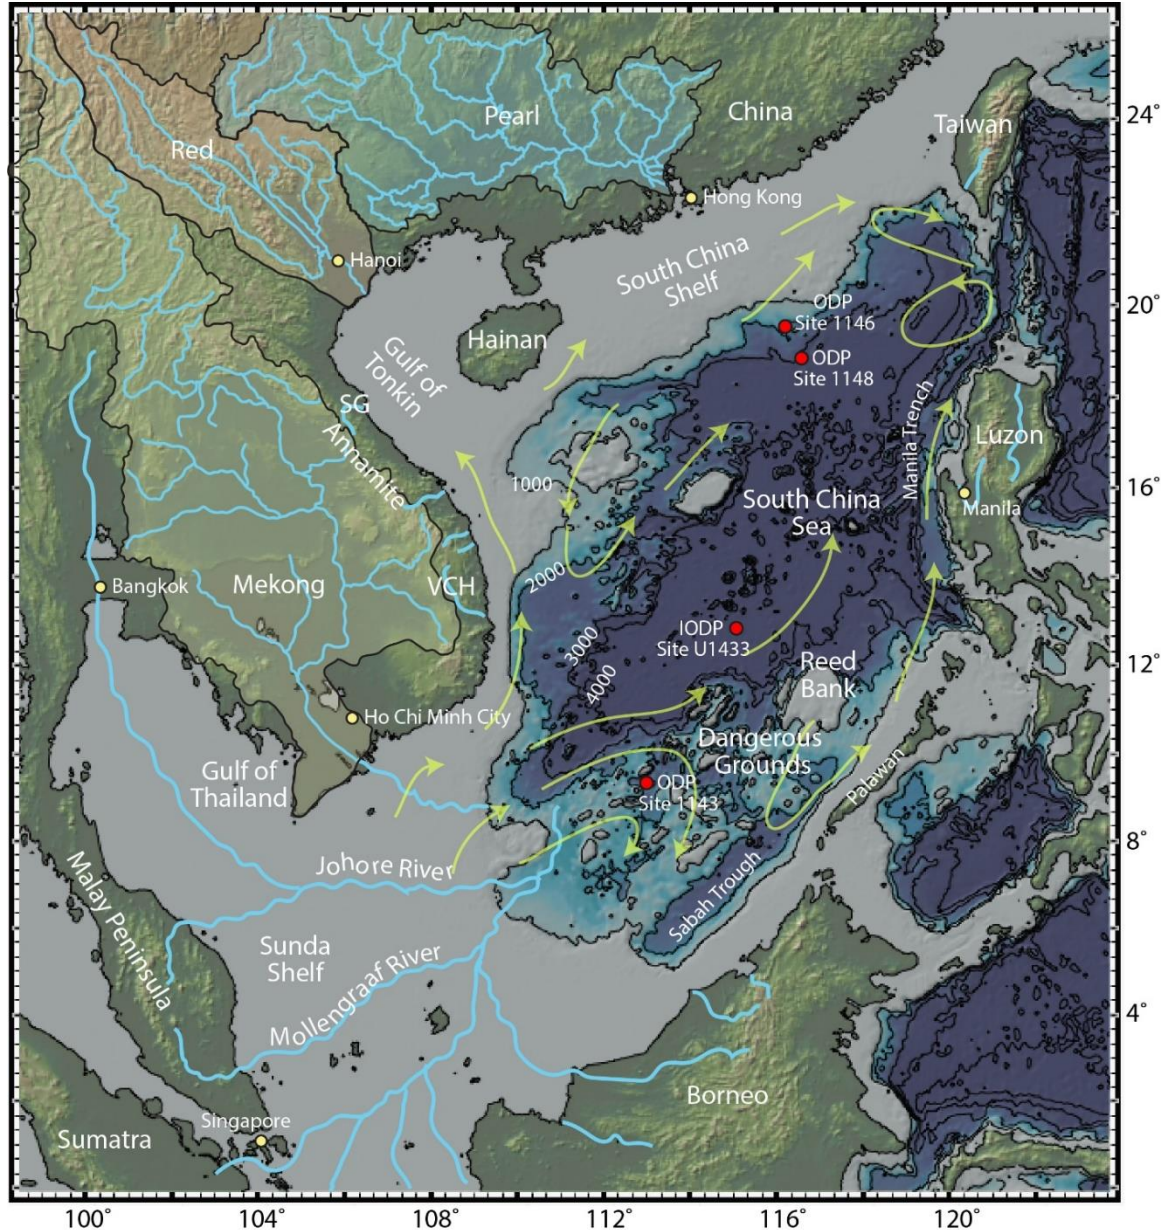 Pearl
China
Taiwan
24°
Red
Hong Kong
Hanoi
South China
Shelf
20°
ODP
Site 1146
Hainan
Gulf of
Tonkin
ODP
Site 1148
SG
Annamite
Manila Trench
Luzon
1000
16°
South China
Sea
Manila
2000
Bangkok
Mekong
VCH
IODP
Site U1433
3000
4000
Reed
Bank
12°
Ho Chi Minh City
Dangerous
Grounds
Gulf of
Thailand
ODP
Site 1143
Palawan
8°
Johore River
Malay Peninsula
Sabah Trough
Sunda
Shelf
Mollengraaf River
4°
Borneo
Singapore
Sumatra
100
104
108
112
116°
120°